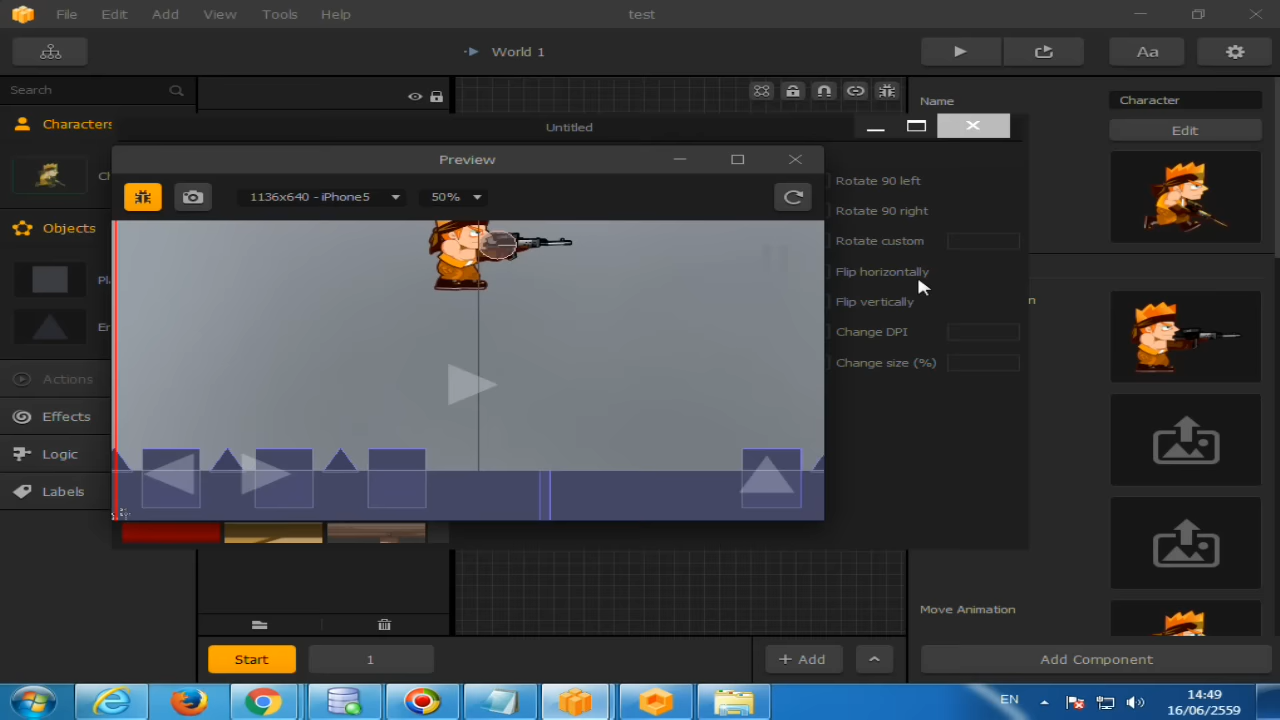 File Edit Add View Tools Help
test
World 1
Aa
Search
Name
Character
Characters
Untitled
Edit
Preview
1136x640 - iPhone5
50%
Rotate 90 left
Rotate 90 right
Rotate custom
Flip horizontally
Flip vertically
Change DPI
Change size (%)
Objects
Actions
Effects
Logic
Labels
Move Animation
Start
1
+ Add
Add Component
EN
14:49
16/06/2559